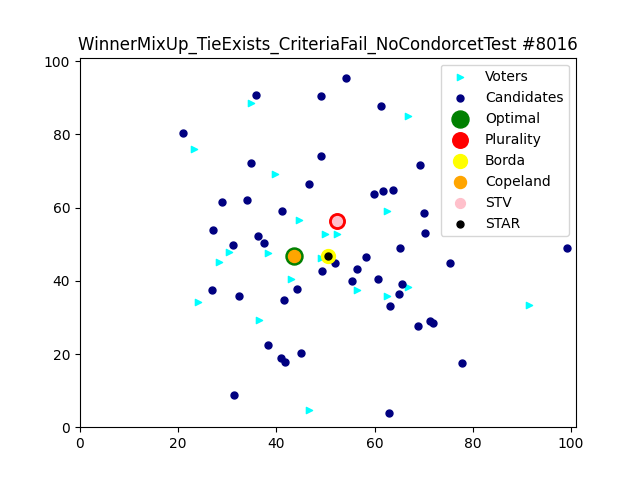 WinnerMixUp_TieExists_CriteriaFail_NoCondorcetTest #8016
100
80
60
40
20
0
0 20 40 60 80 100
Voters
Candidates
Optimal
Plurality
Borda
Copeland
STV
STAR